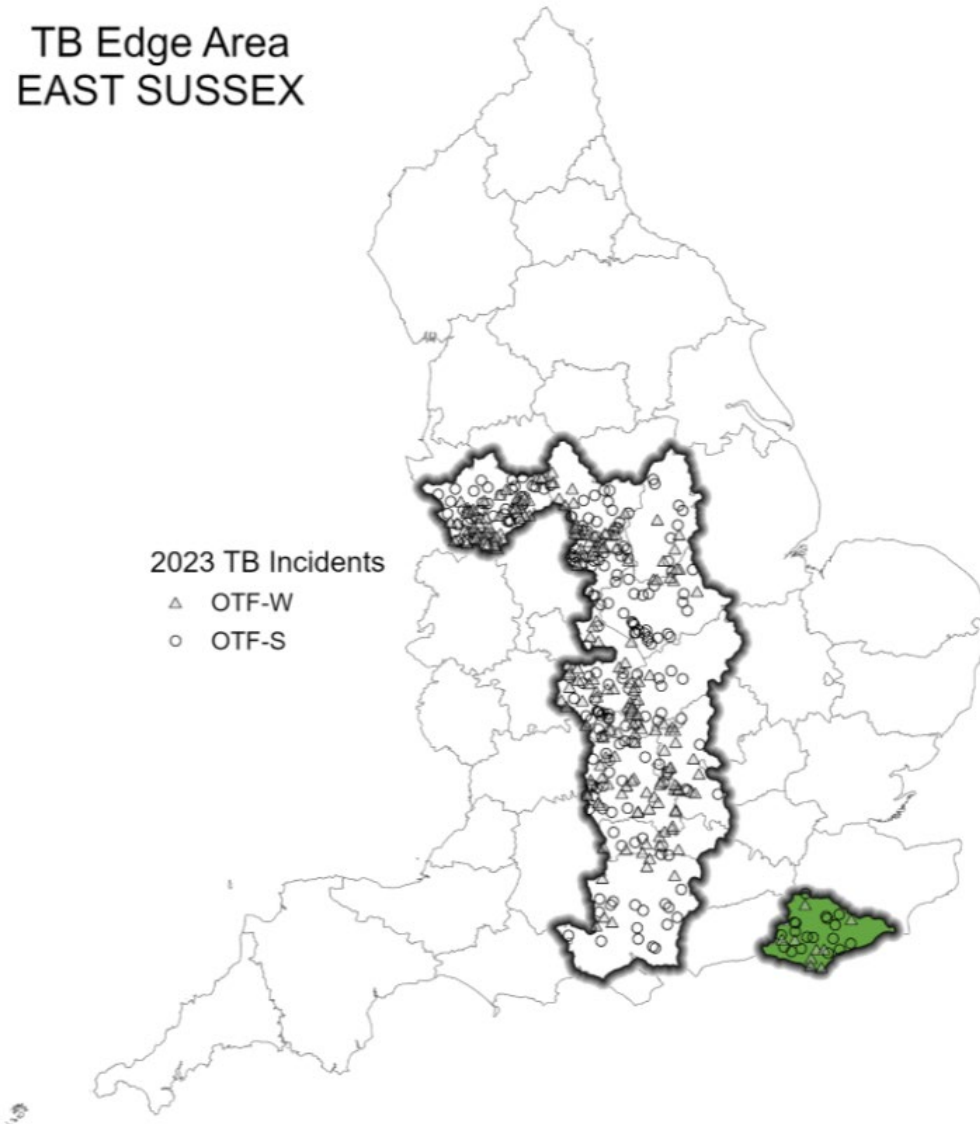 TB Edge Area
EAST SUSSEX
2023 TB Incidents
OTF-W
OTF-S